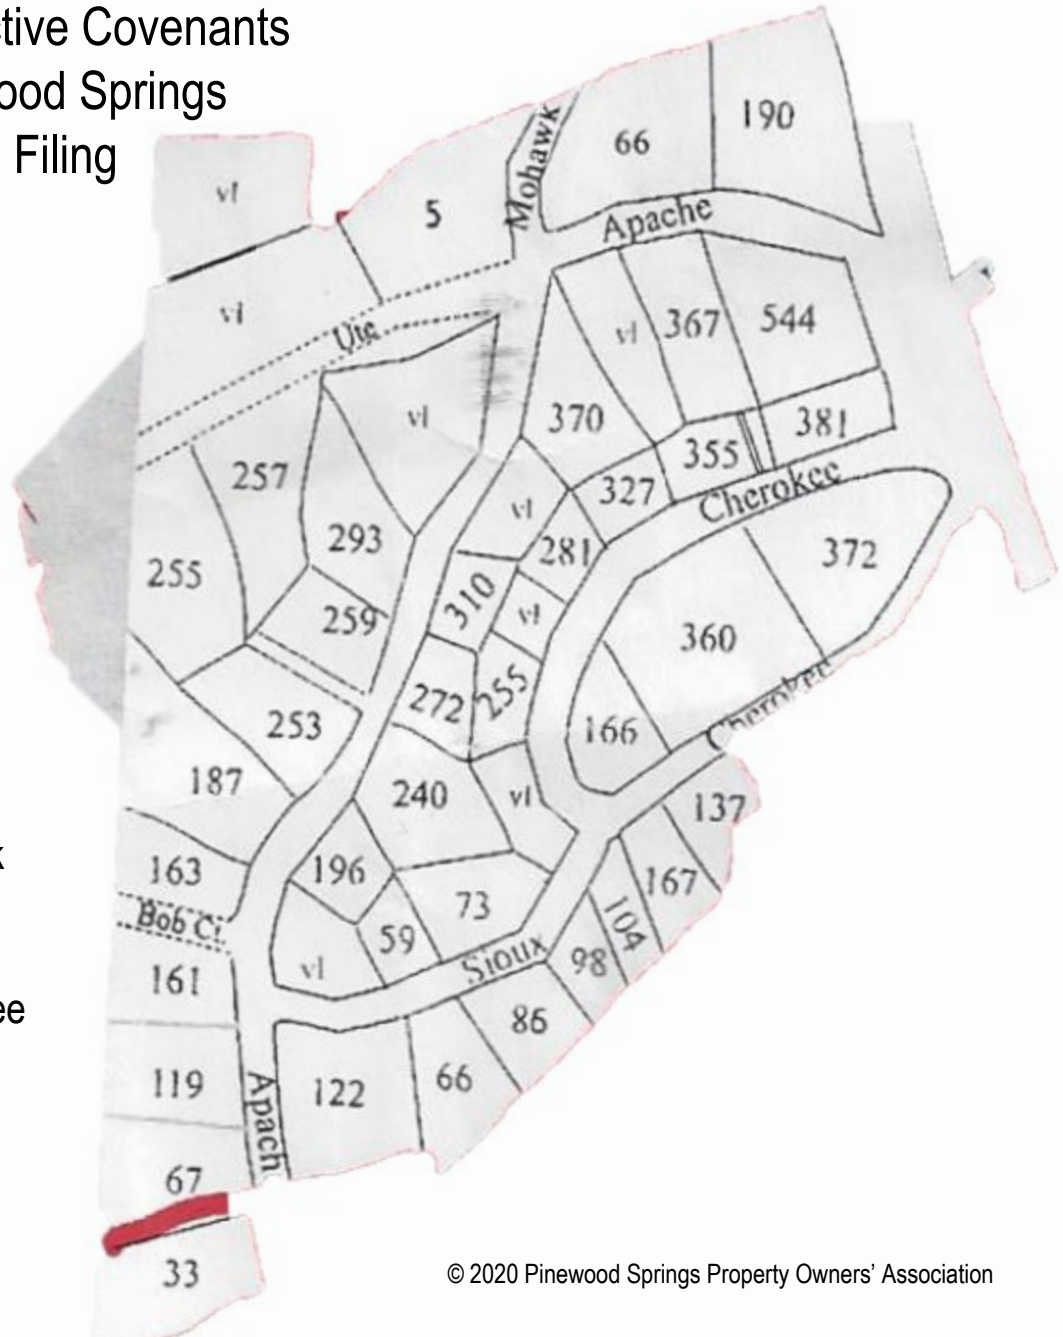 ctive Covenants
ood Springs
Filing
190
66
Mohawk
vl
5
Apache
vl
Ute
vl
367
544
vl
370
381
355
257
327
Cherokee
vl
293
281
372
255
310
vl
259
360
272
255
253
166
Cherokee
187
240
vl
137
k
163
196
167
73
104
Bob Ct.
59
Sioux
98
161
vl
ee
86
119
122
66
Apach
67
33
© 2020 Pinewood Springs Property Owners’ Association